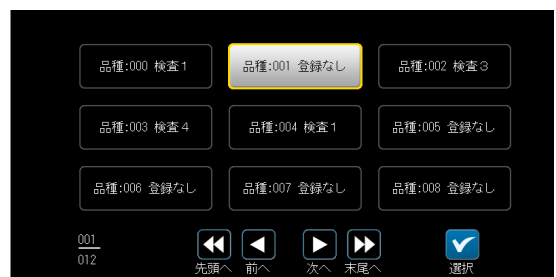 品種:000 検査1
品種:001 登録なし
品種:002 検査3
品種:003 検査4
品種:004 検査1
品種:005 登録なし
品種:006 登録なし
品種:007 登録なし
品種:008 登録なし
001
012
先頭へ
前へ
次へ
末尾へ
選択